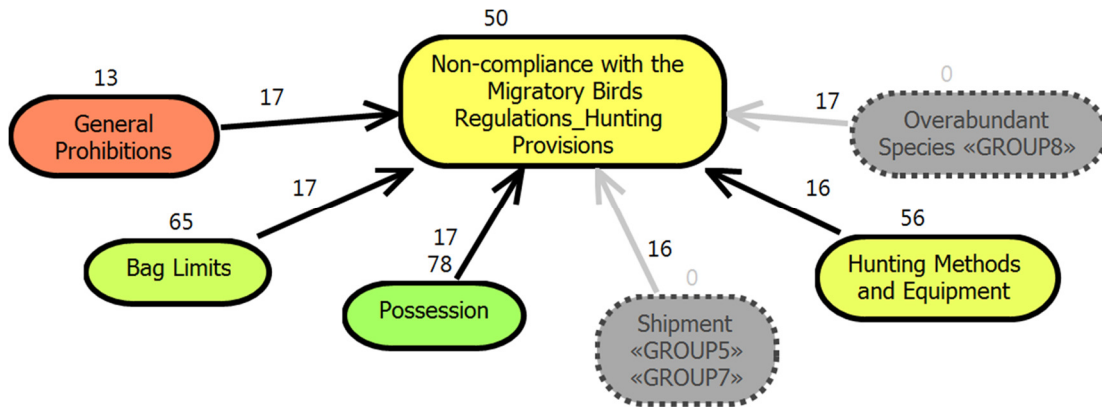 50
Non-compliance with the
Migratory Birds
Regulations_Hunting
Provisions
13
General
Prohibitions
17
0
Overabundant
Species «GROUP8»
17
65
Bag Limits
17
78
Possession
17
0
Shipment
«GROUP5»
«GROUP7»
16
56
Hunting Methods
and Equipment
16